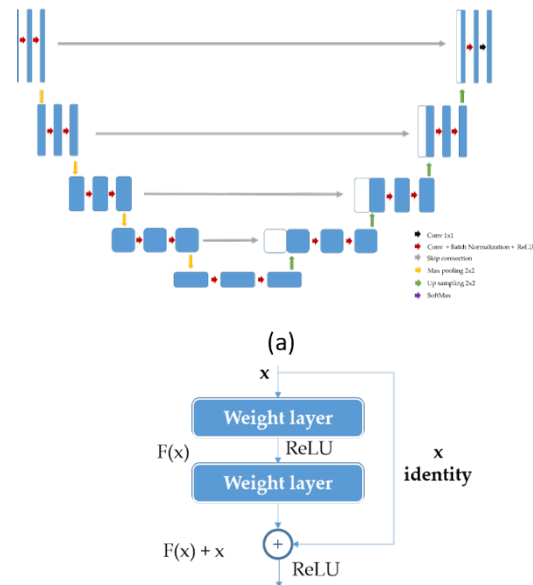 Conv 1x1
Conv + Batch Normalization + ReLU
Skip connection
Max pooling 2x2
Up sampling 2x2
SoftMax
(a)
x
Weight layer
F(x) ReLU
Weight layer
x
identity
+
F(x) + x
ReLU